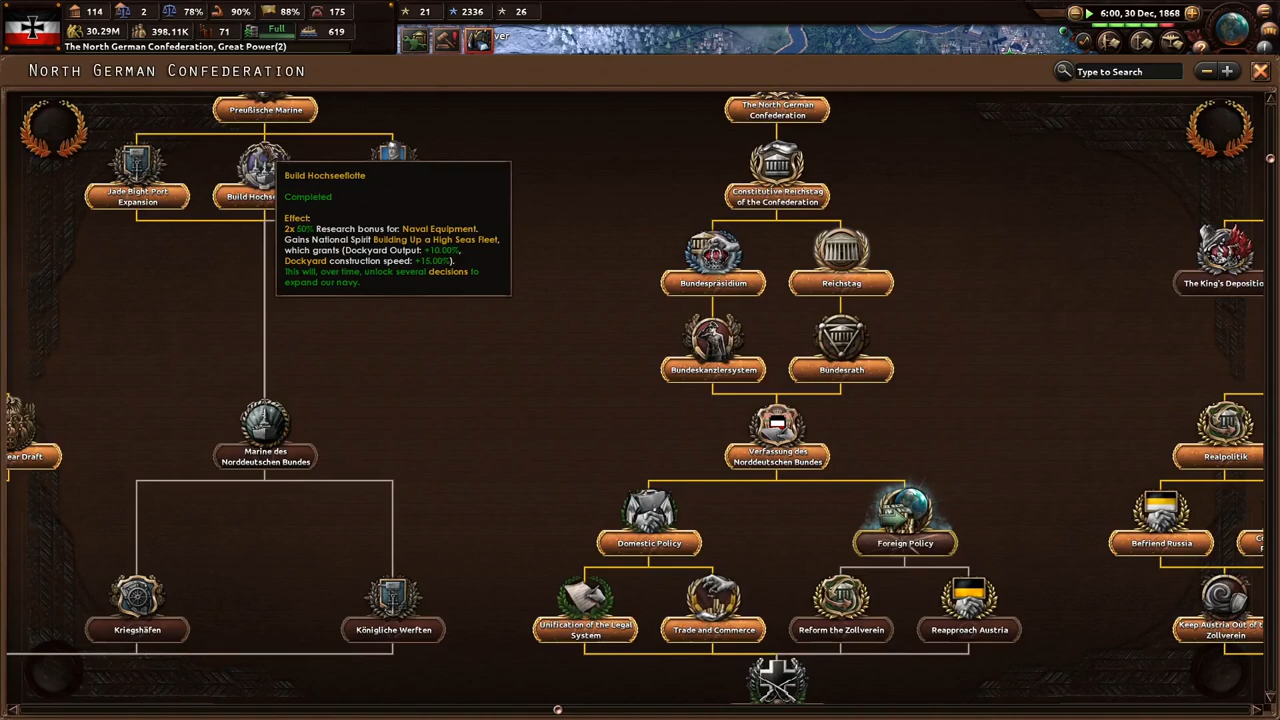 114 2 78% 90% 88% 175 21 2336 26 6:00, 30 Dec, 1868
30.29M 398.11K 71 Full 619
The North German Confederation, Great Power(2)
ver
NORTH GERMAN CONFEDERATION
Type to Search
Preußische Marine
The North German
Confederation
Jade Bight Port
Expansion
Build Hochse
Constitutive Reichstag
of the Confederation
Build Hochseeflotte
Completed
Effect:
2x 50% Research bonus for: Naval Equipment.
Gains National Spirit Building Up a High Seas Fleet,
which grants (Dockyard Output: +10.00%,
Dockyard construction speed: +15.00%).
This will, over time, unlock several decisions to
expand our navy.
Bundespräsidium
Reichstag
The King's Depositio
Bundeskanzlersystem
Bundesrath
ear Draft
Marine des
Norddeutschen Bundes
Verfassung des
Norddeutschen Bundes
Realpolitik
Domestic Policy
Foreign Policy
Befriend Russia
Kriegshäfen
Königliche Werften
Unification of the Legal
System
Trade and Commerce
Reform the Zollverein
Reapproach Austria
Keep Austria Out of t
Zollverein